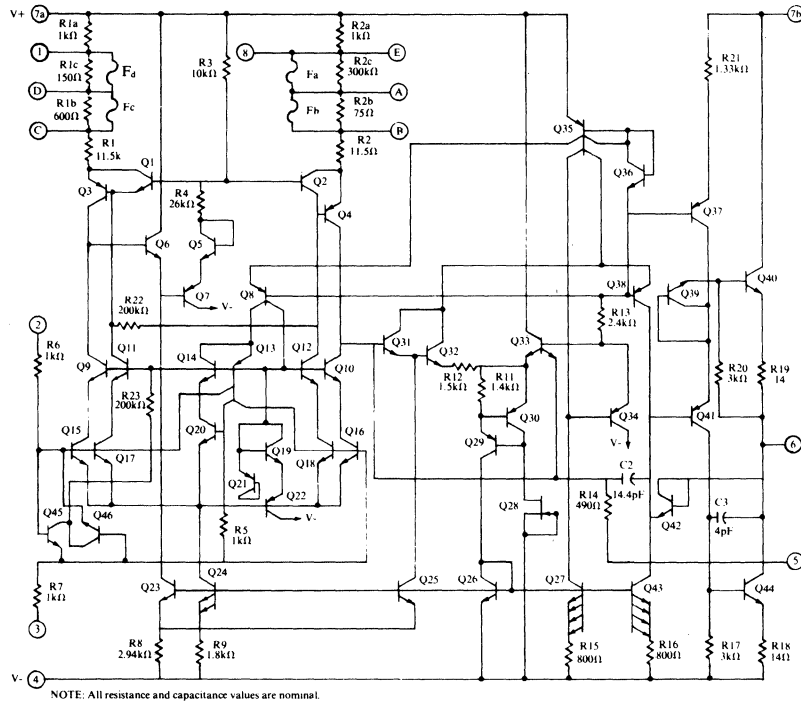 V+ 7a
R1a
1kΩ
1
R1c
150Ω
Fd
D
R1b
600Ω
Fc
C
R1
11.5k
R3
10kΩ
R2a
1kΩ
8
E
Fa
R2c
300kΩ
A
Fb
R2b
75Ω
B
R2
11.5Ω
7b
R21
1.33kΩ
Q35
Q36
Q1
Q3
Q2
Q4
R4
26kΩ
Q6
Q5
Q7
V-
Q8
Q37
Q38
Q39
Q40
R22
200kΩ
R13
2.4kΩ
2
R6
1kΩ
Q9
Q11
Q14
Q13
Q12
Q10
Q31
Q32
Q33
R12
1.5kΩ
R11
1.4kΩ
R20
3kΩ
R19
14
R23
200kΩ
Q30
Q34
V-
Q41
Q15
Q17
Q20
Q19
Q18
Q16
Q29
6
Q21
Q22
V-
Q28
C2
14.4pF
R14
490Ω
Q42
C3
4pF
Q45
Q46
R5
1kΩ
5
R7
1kΩ
Q23
Q24
Q25
Q26
Q27
Q43
Q44
3
R8
2.94kΩ
R9
1.8kΩ
R15
800Ω
R16
800Ω
R17
3kΩ
R18
14Ω
V- 4
NOTE: All resistance and capacitance values are nominal.